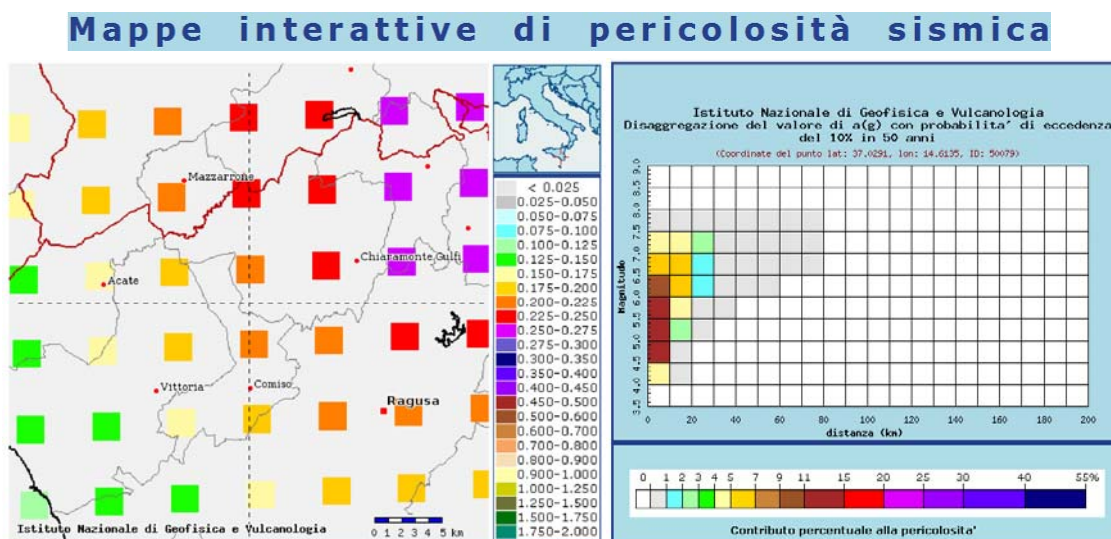 Mappe interattive di pericolosità sismica
Mazzarrone
Chiaramonte Gulfi
Acate
Vittoria
Comiso
Ragusa
Istituto Nazionale di Geofisica e Vulcanologia
0 1 2 3 4 5 km
< 0.025
0.025-0.050
0.050-0.075
0.075-0.100
0.100-0.125
0.125-0.150
0.150-0.175
0.175-0.200
0.200-0.225
0.225-0.250
0.250-0.275
0.275-0.300
0.300-0.350
0.350-0.400
0.400-0.450
0.450-0.500
0.500-0.600
0.600-0.700
0.700-0.800
0.800-0.900
0.900-1.000
1.000-1.250
1.250-1.500
1.500-1.750
1.750-2.000
Istituto Nazionale di Geofisica e Vulcanologia
Disaggregazione del valore di a(g) con probabilita' di eccedenza
del 10% in 50 anni
(Coordinate del punto lat: 37.0291, lon: 14.6135, ID: 50079)
Magnitudo
9.0
8.5
8.0
7.5
7.0
6.5
6.0
5.5
5.0
4.5
4.0
3.5
0 20 40 60 80 100 120 140 160 180 200
distanza (km)
0 1 2 3 4 5 7 9 11 15 20 25 30 40 55%
Contributo percentuale alla pericolosita'